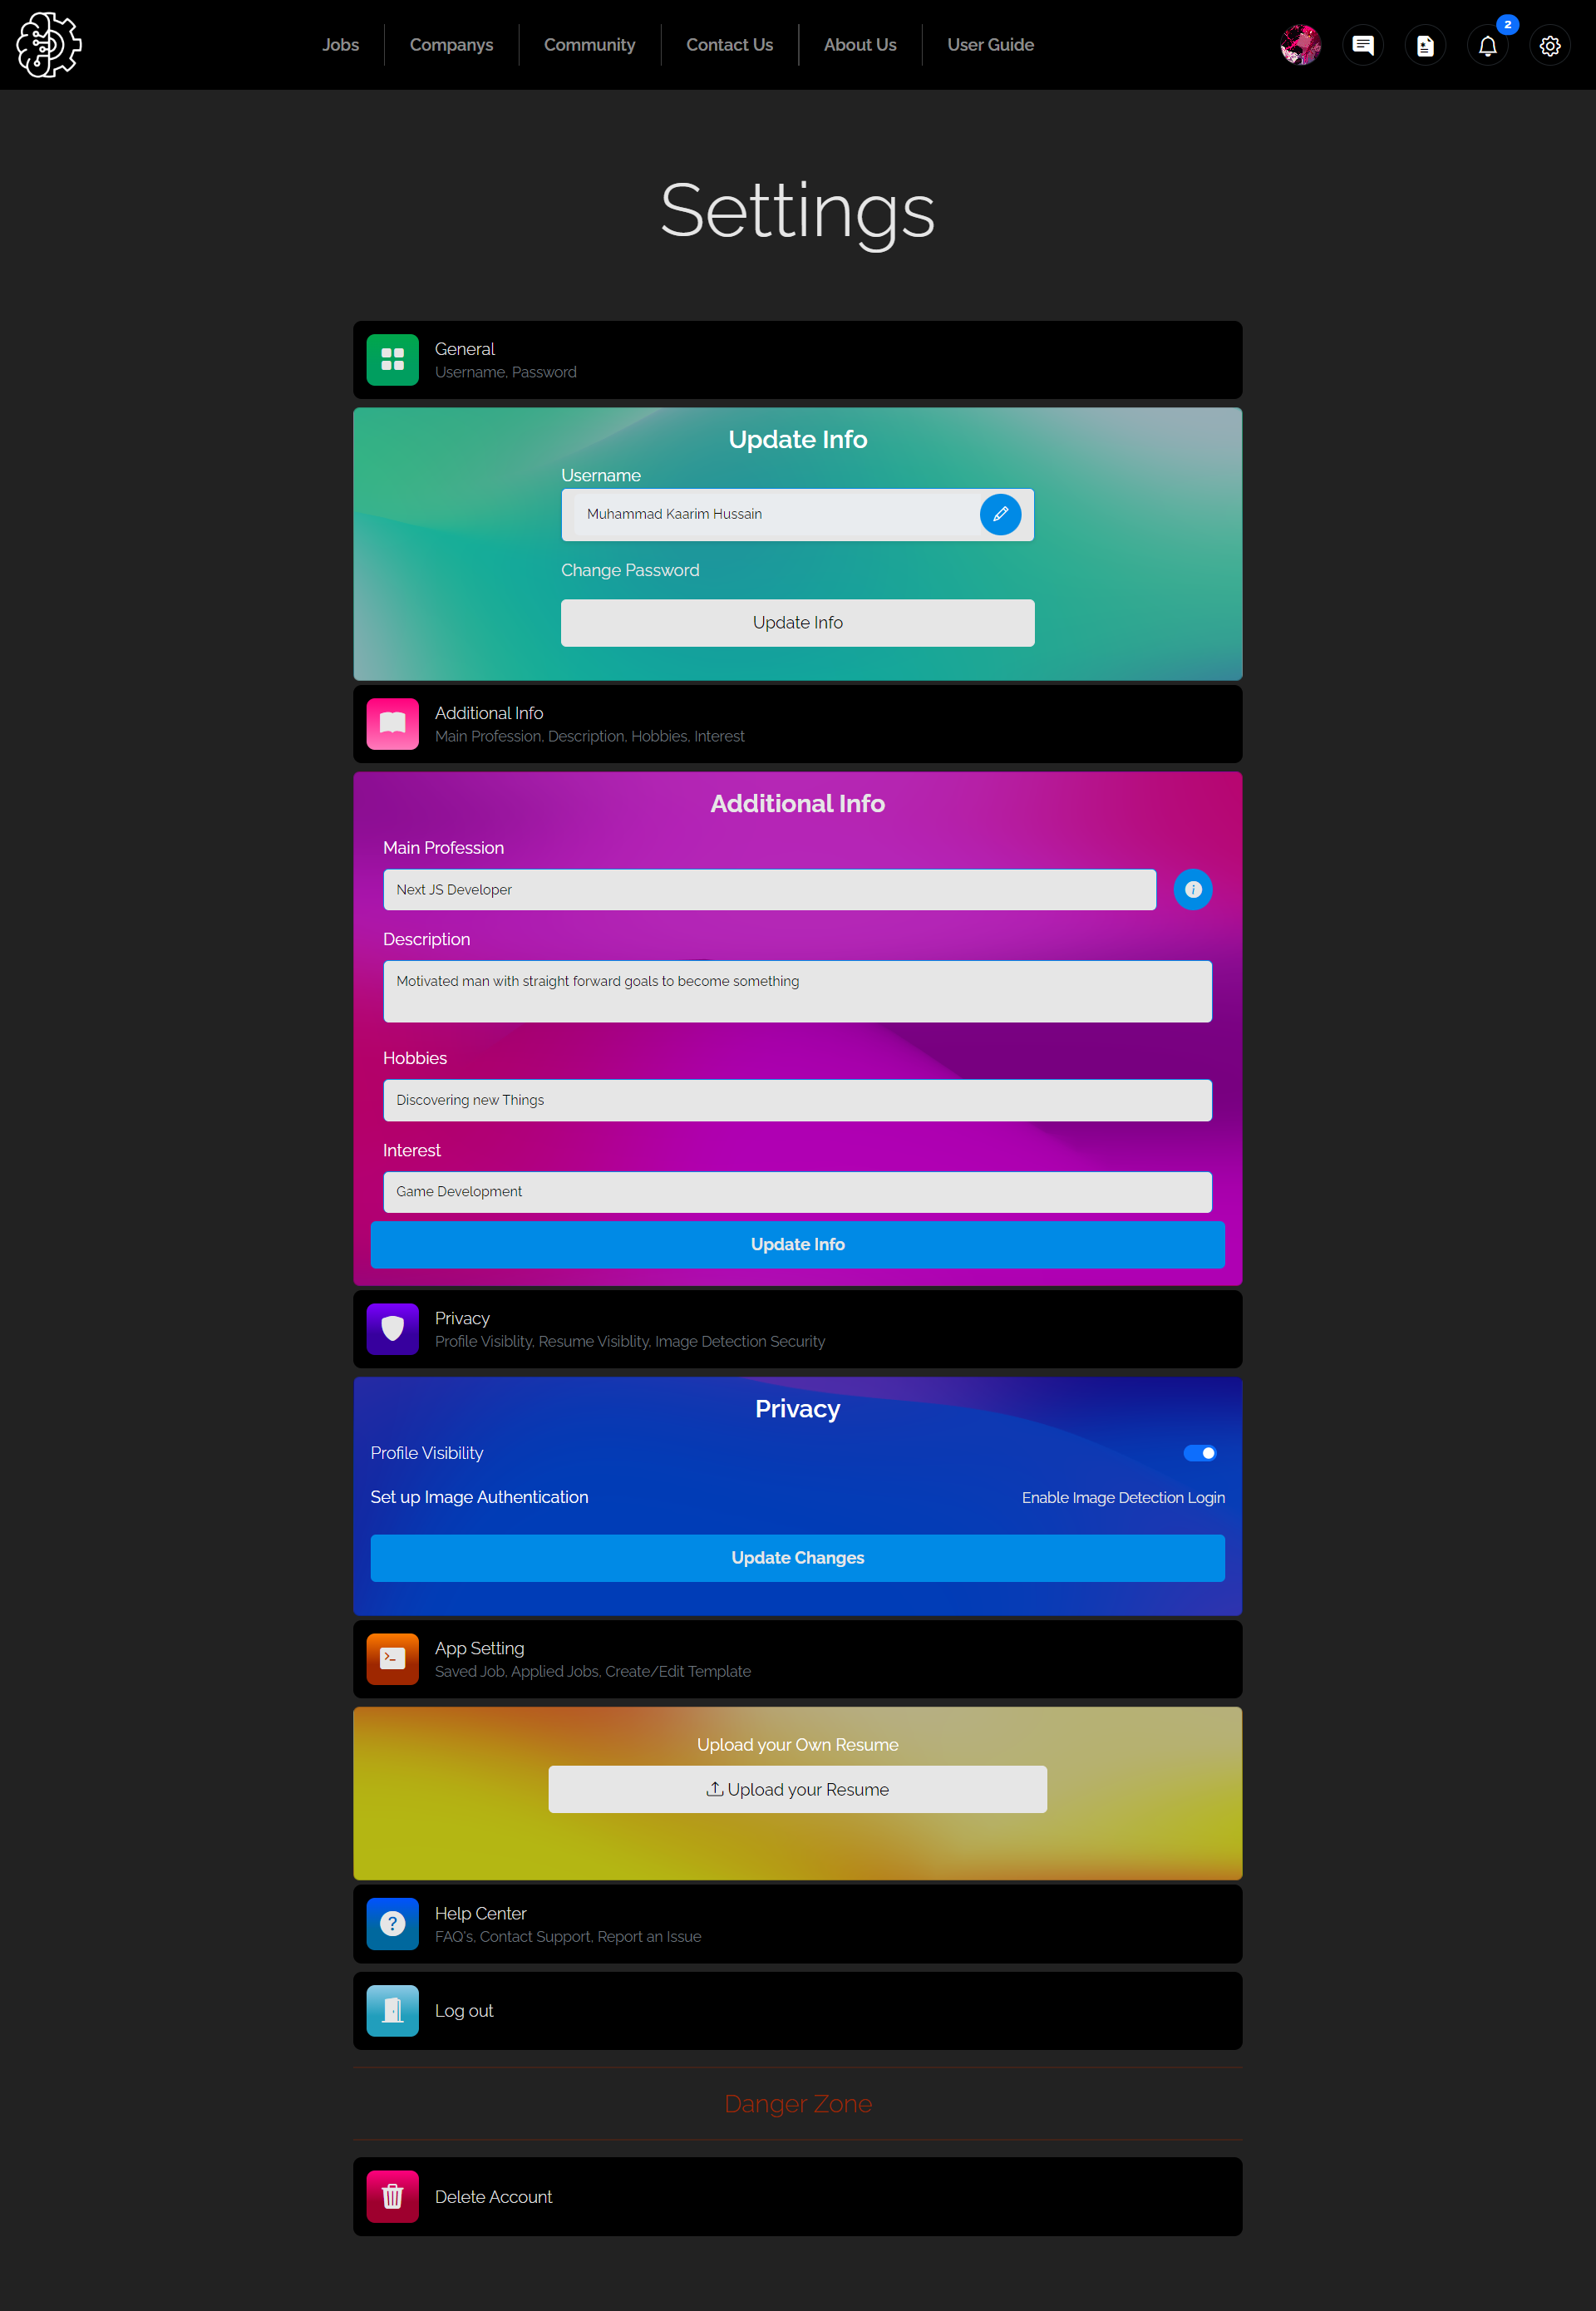 Jobs
Companys
Community
Contact Us
About Us
User Guide
2
Settings
General
Username, Password
Update Info
Username
Muhammad Kaarim Hussain
Change Password
Update Info
Additional Info
Main Profession, Description, Hobbies, Interest
Additional Info
Main Profession
Next JS Developer
Description
Motivated man with straight forward goals to become something
Hobbies
Discovering new Things
Interest
Game Development
Update Info
Privacy
Profile Visiblity, Resume Visiblity, Image Detection Security
Privacy
Profile Visibility
Set up Image Authentication
Enable Image Detection Login
Update Changes
App Setting
Saved Job, Applied Jobs, Create/Edit Template
Upload your Own Resume
Upload your Resume
Help Center
FAQ's, Contact Support, Report an Issue
Log out
Danger Zone
Delete Account